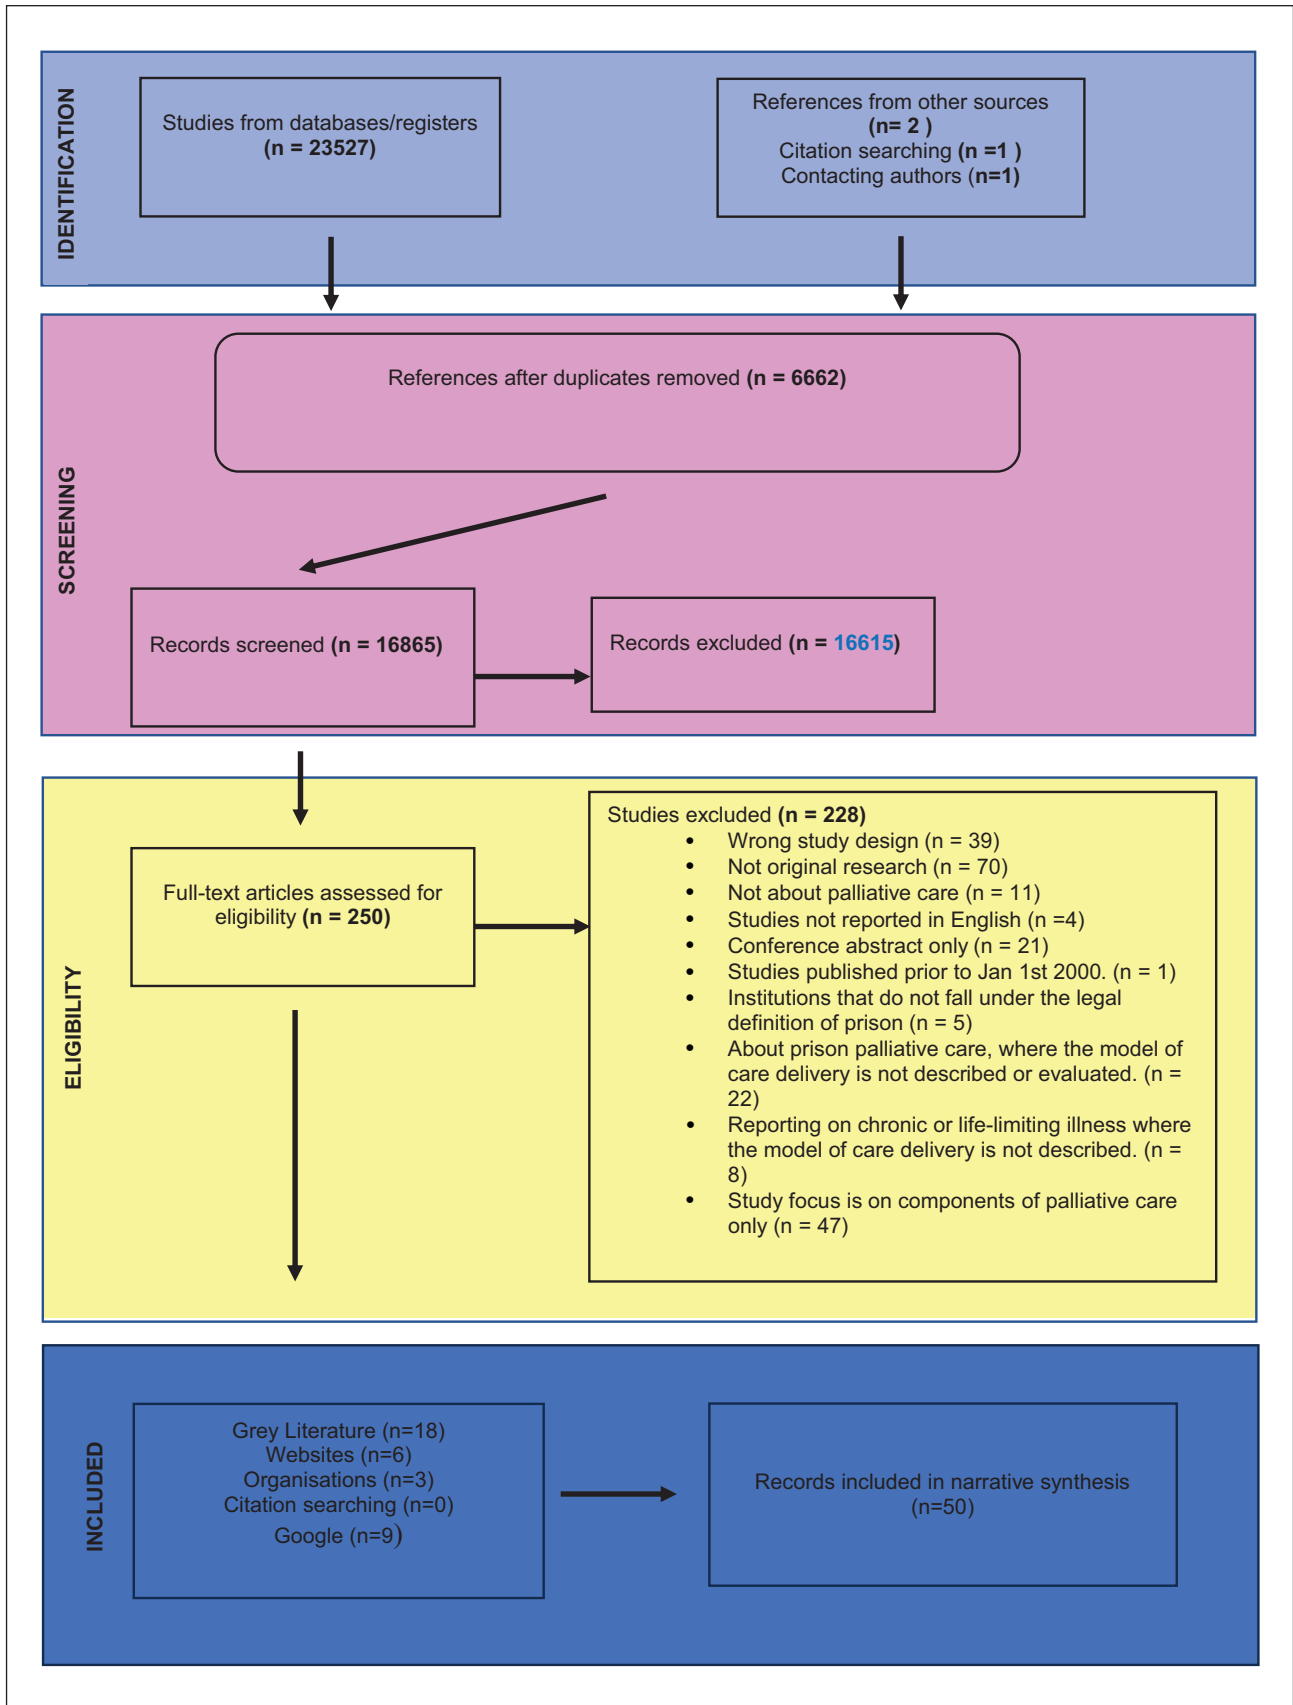 IDENTIFICATION
Studies from databases/registers
(n = 23527)
References from other sources
(n= 2 )
Citation searching (n =1 )
Contacting authors (n=1)
SCREENING
References after duplicates removed (n = 6662)
Records screened (n = 16865)
Records excluded (n = 16615)
ELIGIBILITY
Full-text articles assessed for
eligibility (n = 250)
Studies excluded (n = 228)
• Wrong study design (n = 39)
• Not original research (n = 70)
• Not about palliative care (n = 11)
• Studies not reported in English (n =4)
• Conference abstract only (n = 21)
• Studies published prior to Jan 1st 2000. (n = 1)
• Institutions that do not fall under the legal
definition of prison (n = 5)
• About prison palliative care, where the model of
care delivery is not described or evaluated. (n =
22)
• Reporting on chronic or life-limiting illness where
the model of care delivery is not described. (n =
8)
• Study focus is on components of palliative care
only (n = 47)
INCLUDED
Grey Literature (n=18)
Websites (n=6)
Organisations (n=3)
Citation searching (n=0)
Google (n=9)
Records included in narrative synthesis
(n=50)